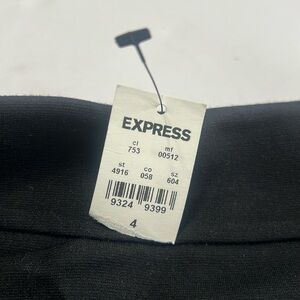 EXPRESS
cl mf
753 00512
st co sz
4916 058 604
9324 9399
4